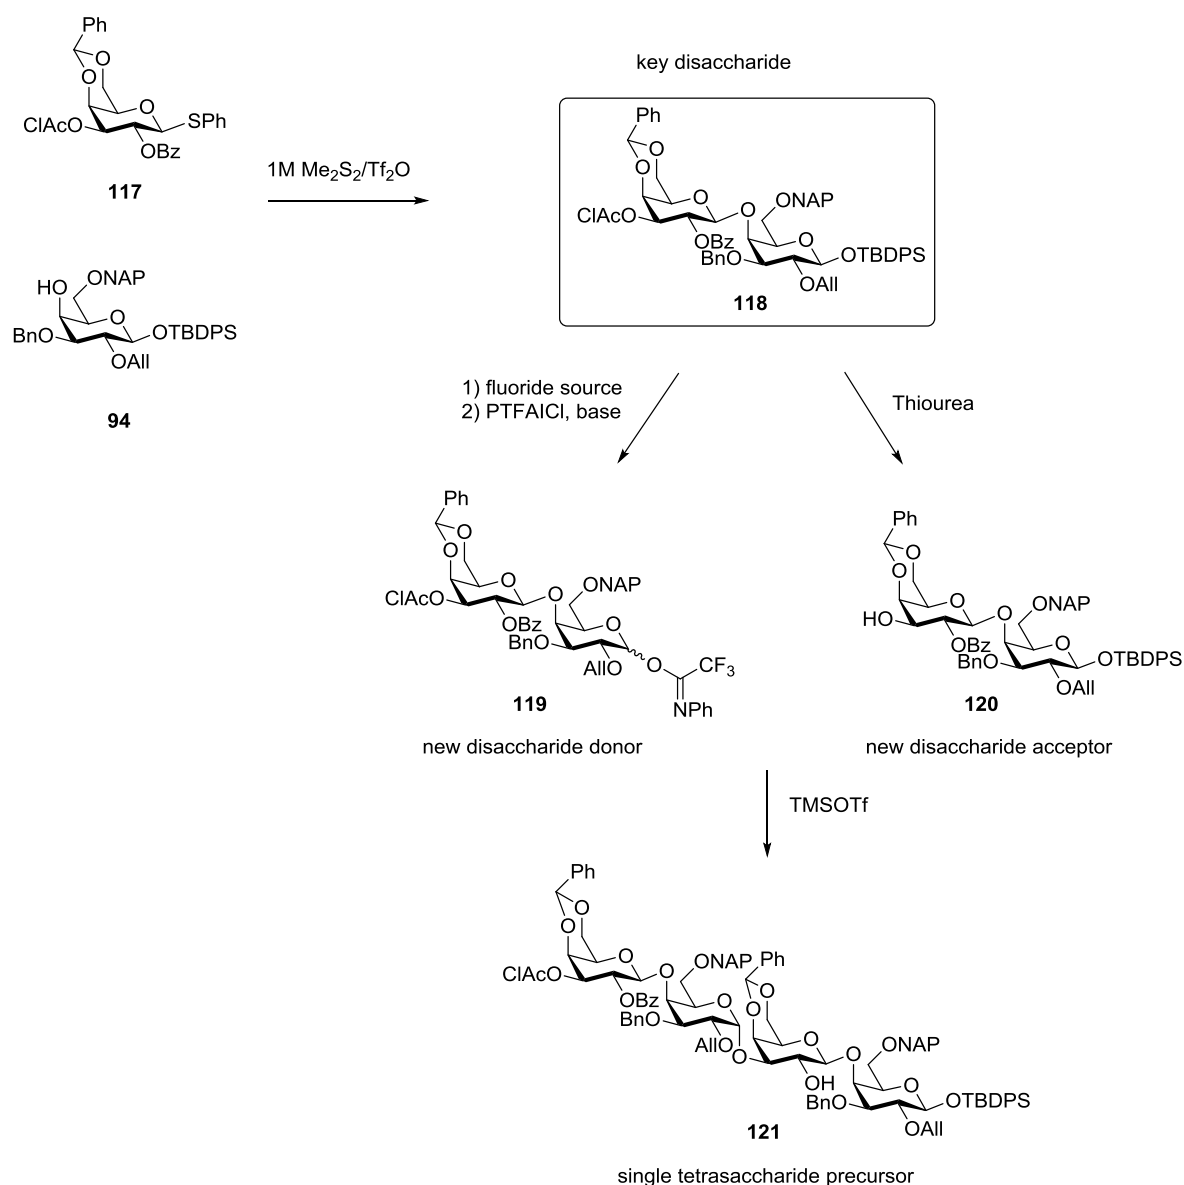 Ph
O
O
O
SPh
ClAcO
OBz
117
1M Me2S2/Tf2O
HO
ONAP
O
OTBDPS
BnO
OAll
94
key disaccharide
Ph
O
O
O
O
ONAP
ClAcO
OBz
O
OTBDPS
BnO
OAll
118
1) fluoride source
2) PTFAICl, base
Thiourea
Ph
O
O
O
O
ONAP
ClAcO
OBz
O
BnO
AllO
O
CF3
NPh
119
new disaccharide donor
Ph
O
O
O
O
ONAP
HO
OBz
O
OTBDPS
BnO
OAll
120
new disaccharide acceptor
TMSOTf
Ph
O
O
O
O
ONAP
Ph
ClAcO
OBz
O
O
O
BnO
AllO
O
O
O
ONAP
OH
O
OTBDPS
BnO
OAll
121
single tetrasaccharide precursor